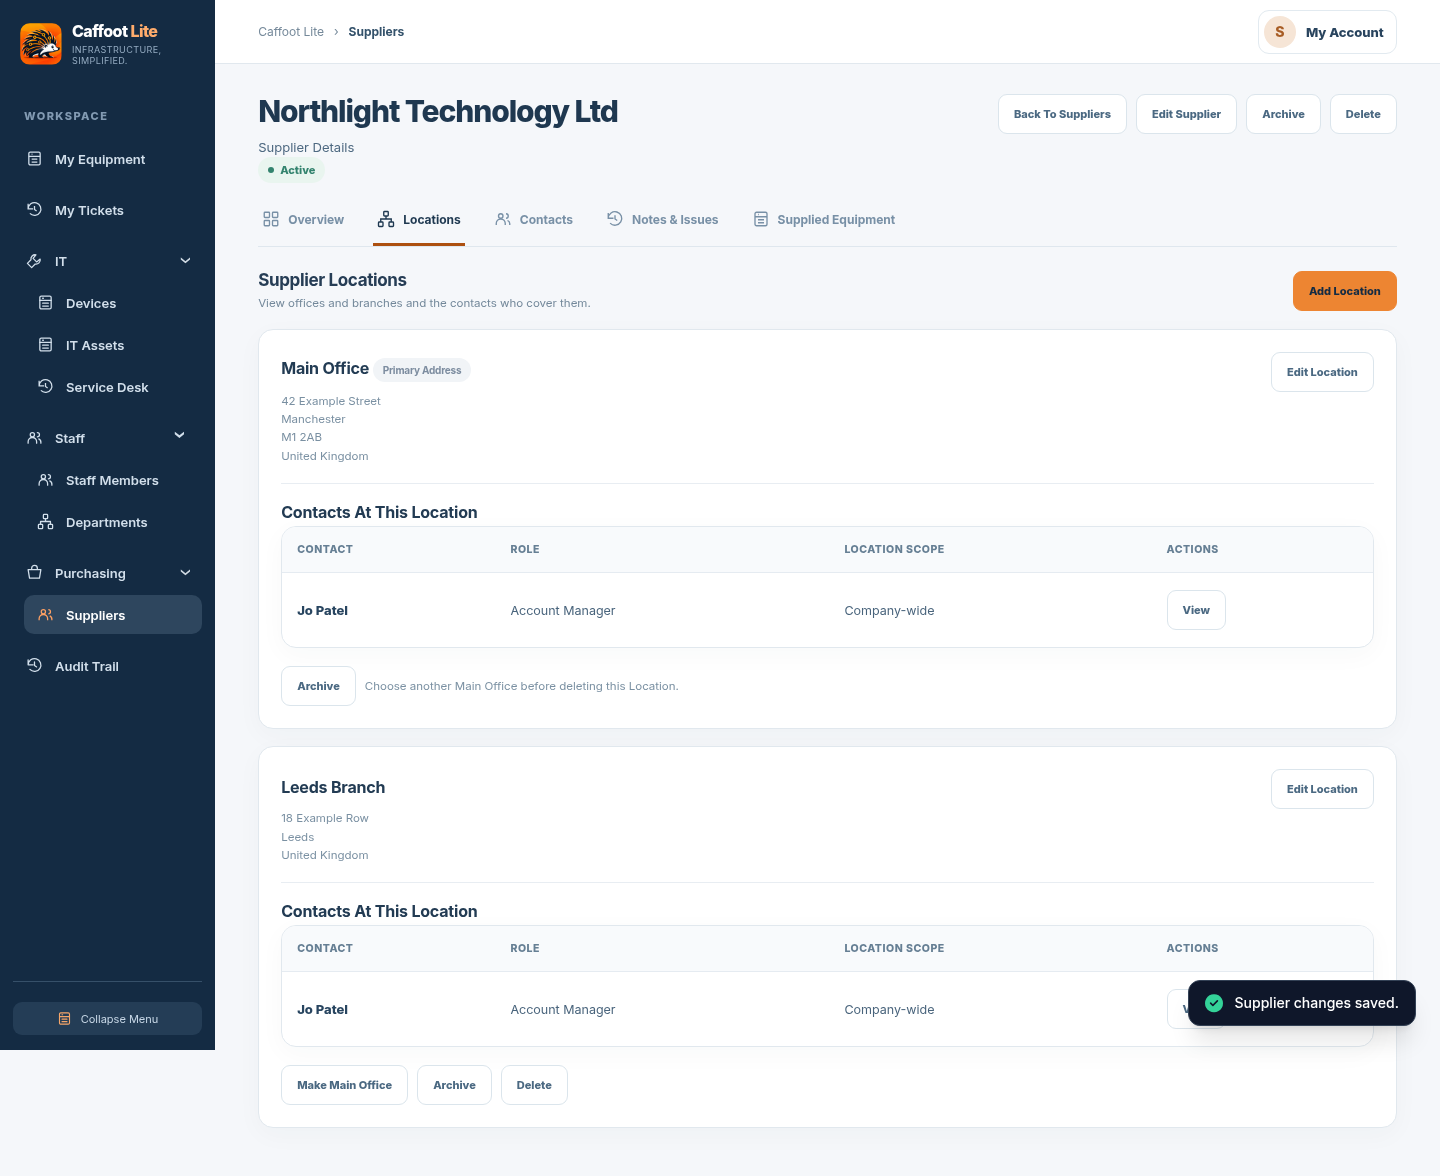 Caffoot Lite
INFRASTRUCTURE,
SIMPLIFIED.
WORKSPACE
My Equipment
My Tickets
IT
Devices
IT Assets
Service Desk
Staff
Staff Members
Departments
Purchasing
Suppliers
Audit Trail
Collapse Menu
Caffoot Lite › Suppliers
S My Account
Northlight Technology Ltd
Back To Suppliers Edit Supplier Archive Delete
Supplier Details
Active
Overview Locations Contacts Notes & Issues Supplied Equipment
Supplier Locations
View offices and branches and the contacts who cover them.
Add Location
Main Office Primary Address
Edit Location
42 Example Street
Manchester
M1 2AB
United Kingdom
Contacts At This Location
CONTACT ROLE LOCATION SCOPE ACTIONS
Jo Patel Account Manager Company-wide View
Archive Choose another Main Office before deleting this Location.
Leeds Branch
Edit Location
18 Example Row
Leeds
United Kingdom
Contacts At This Location
CONTACT ROLE LOCATION SCOPE ACTIONS
Jo Patel Account Manager Company-wide
Supplier changes saved.
Make Main Office Archive Delete